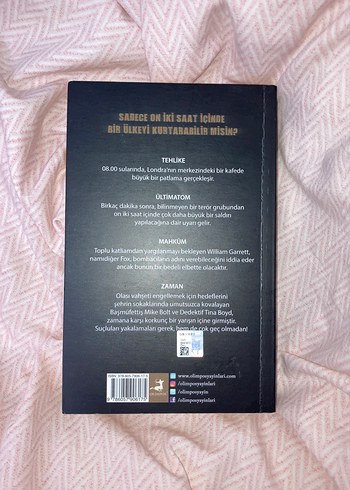 SADECE ON İKİ SAAT İÇİNDE
BİR ÜLKEYİ KURTARABİLİR MİSİN?
TEHLİKE
08.00 sularında, Londra'nın merkezindeki bir kafede
büyük bir patlama gerçekleşir.
ÜLTİMATOM
Birkaç dakika sonra, bilinmeyen bir terör grubundan
on iki saat içinde çok daha büyük bir saldırı
yapılacağına dair uyarı gelir.
MAHKÛM
Toplu katliamdan yargılanmayı bekleyen William Garrett,
namıdiğer Fox, bombacıların adını verebileceğini iddia eder
ancak bunun bir bedeli elbette olacaktır.
ZAMAN
Olası vahşeti engellemek için hedeflerini
şehrin sokaklarında umutsuzca kovalayan
Başmüfettiş Mike Bolt ve Dedektif Tina Boyd,
zamana karşı korkunç bir yarışın içine girmiştir.
Suçluları yakalamaları gerek, hem de çok geç olmadan!
www.olimposyayinlari.com
/olimposyayinlari
/olimposyayin
/olimposyayinlari